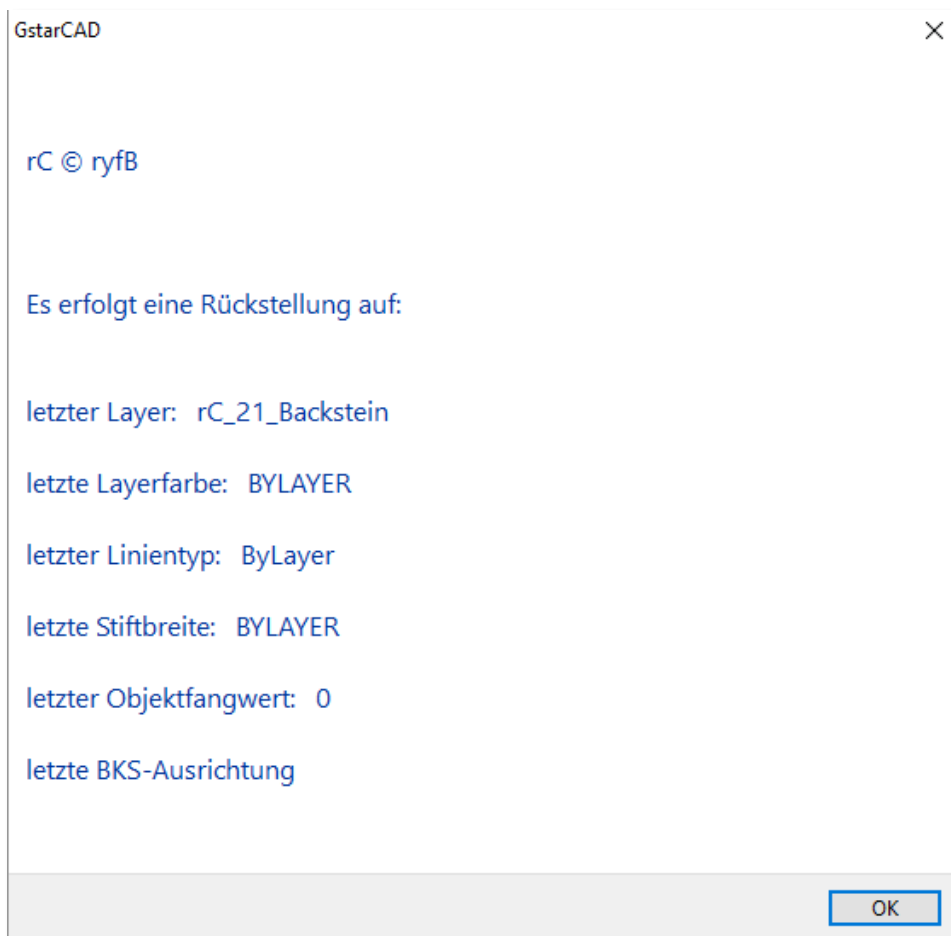 GstarCAD
rC © ryfB
Es erfolgt eine Rückstellung auf:
letzter Layer: rC_21_Backstein
letzte Layerfarbe: BYLAYER
letzter Linientyp: ByLayer
letzte Stiftbreite: BYLAYER
letzter Objektfangwert: 0
letzte BKS-Ausrichtung
OK